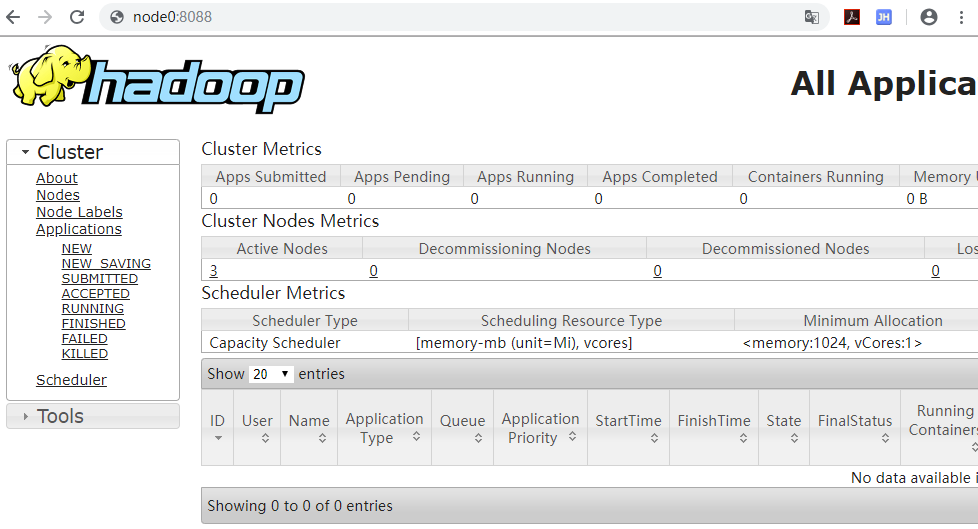 node0:8088
JH
hadoop
All Applica
Cluster
About
Nodes
Node Labels
Applications
NEW
NEW_SAVING
SUBMITTED
ACCEPTED
RUNNING
FINISHED
FAILED
KILLED
Scheduler
Tools
Cluster Metrics
Apps Submitted Apps Pending Apps Running Apps Completed Containers Running Memory U
0 0 0 0 0 0 B
Cluster Nodes Metrics
Active Nodes Decommissioning Nodes Decommissioned Nodes Los
3 0 0 0
Scheduler Metrics
Scheduler Type Scheduling Resource Type Minimum Allocation
Capacity Scheduler [memory-mb (unit=Mi), vcores] <memory:1024, vCores:1>
Show 20 entries
ID User Name Application Type Queue Application Priority StartTime FinishTime State FinalStatus Running Containers
No data available i
Showing 0 to 0 of 0 entries